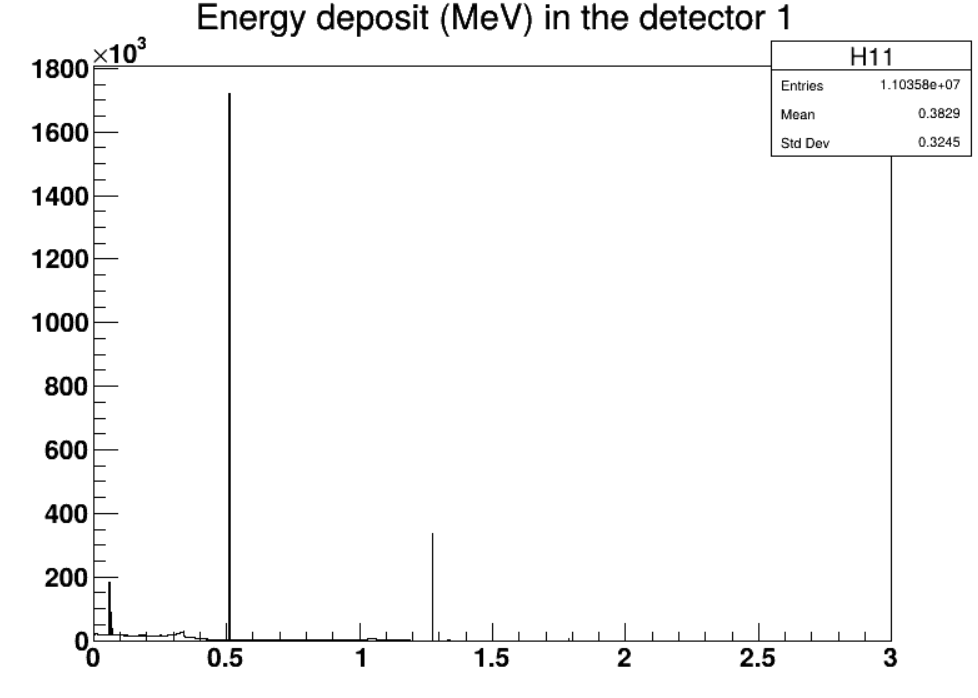 Energy deposit (MeV) in the detector 1
×10³
H11
Entries 1.10358e+07
Mean 0.3829
Std Dev 0.3245
1800
1600
1400
1200
1000
800
600
400
200
0
0 0.5 1 1.5 2 2.5 3